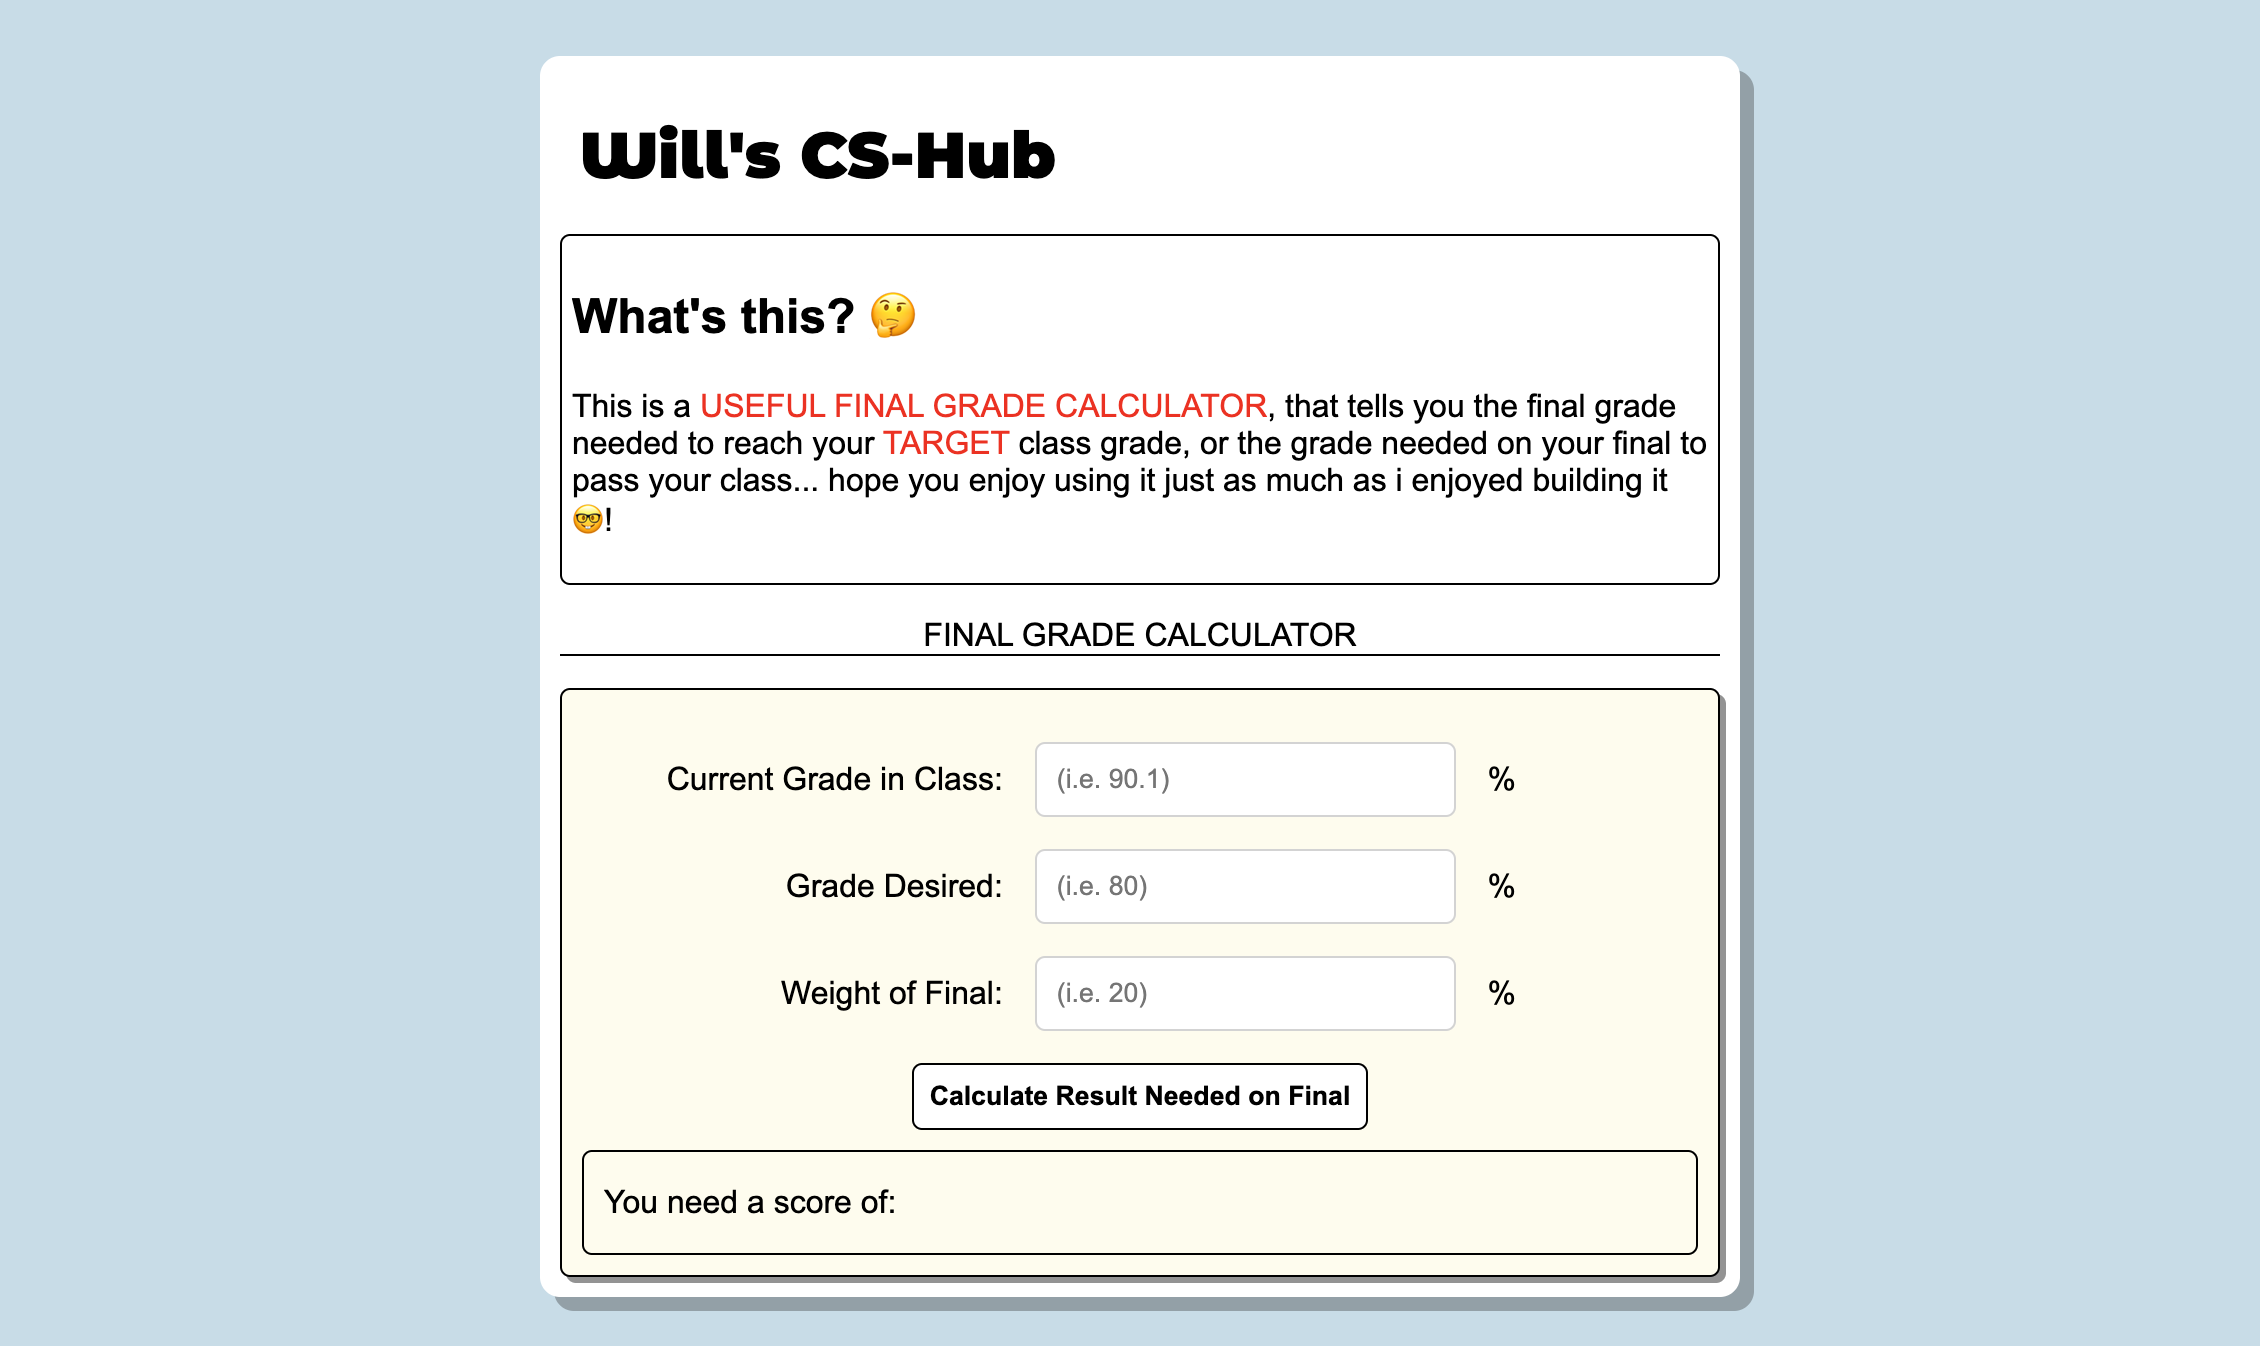 Will's CS-Hub
What's this? 🤔
This is a USEFUL FINAL GRADE CALCULATOR, that tells you the final grade
needed to reach your TARGET class grade, or the grade needed on your final to
pass your class... hope you enjoy using it just as much as i enjoyed building it
🤓!
FINAL GRADE CALCULATOR
Current Grade in Class: (i.e. 90.1) %
Grade Desired: (i.e. 80) %
Weight of Final: (i.e. 20) %
Calculate Result Needed on Final
You need a score of: